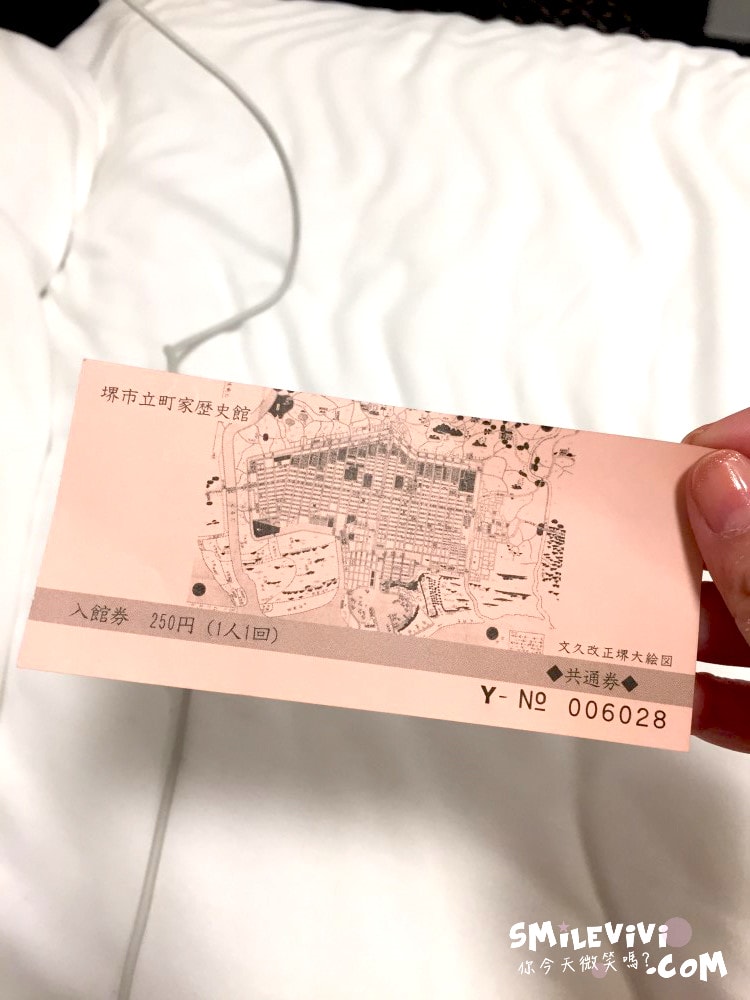 堺市立町家歴史館
入館券 250円 (1人1回)
文久改正堺大絵図
◆共通券◆
Y- № 006028
SMiLEViVi
你今天微笑嗎?.COM